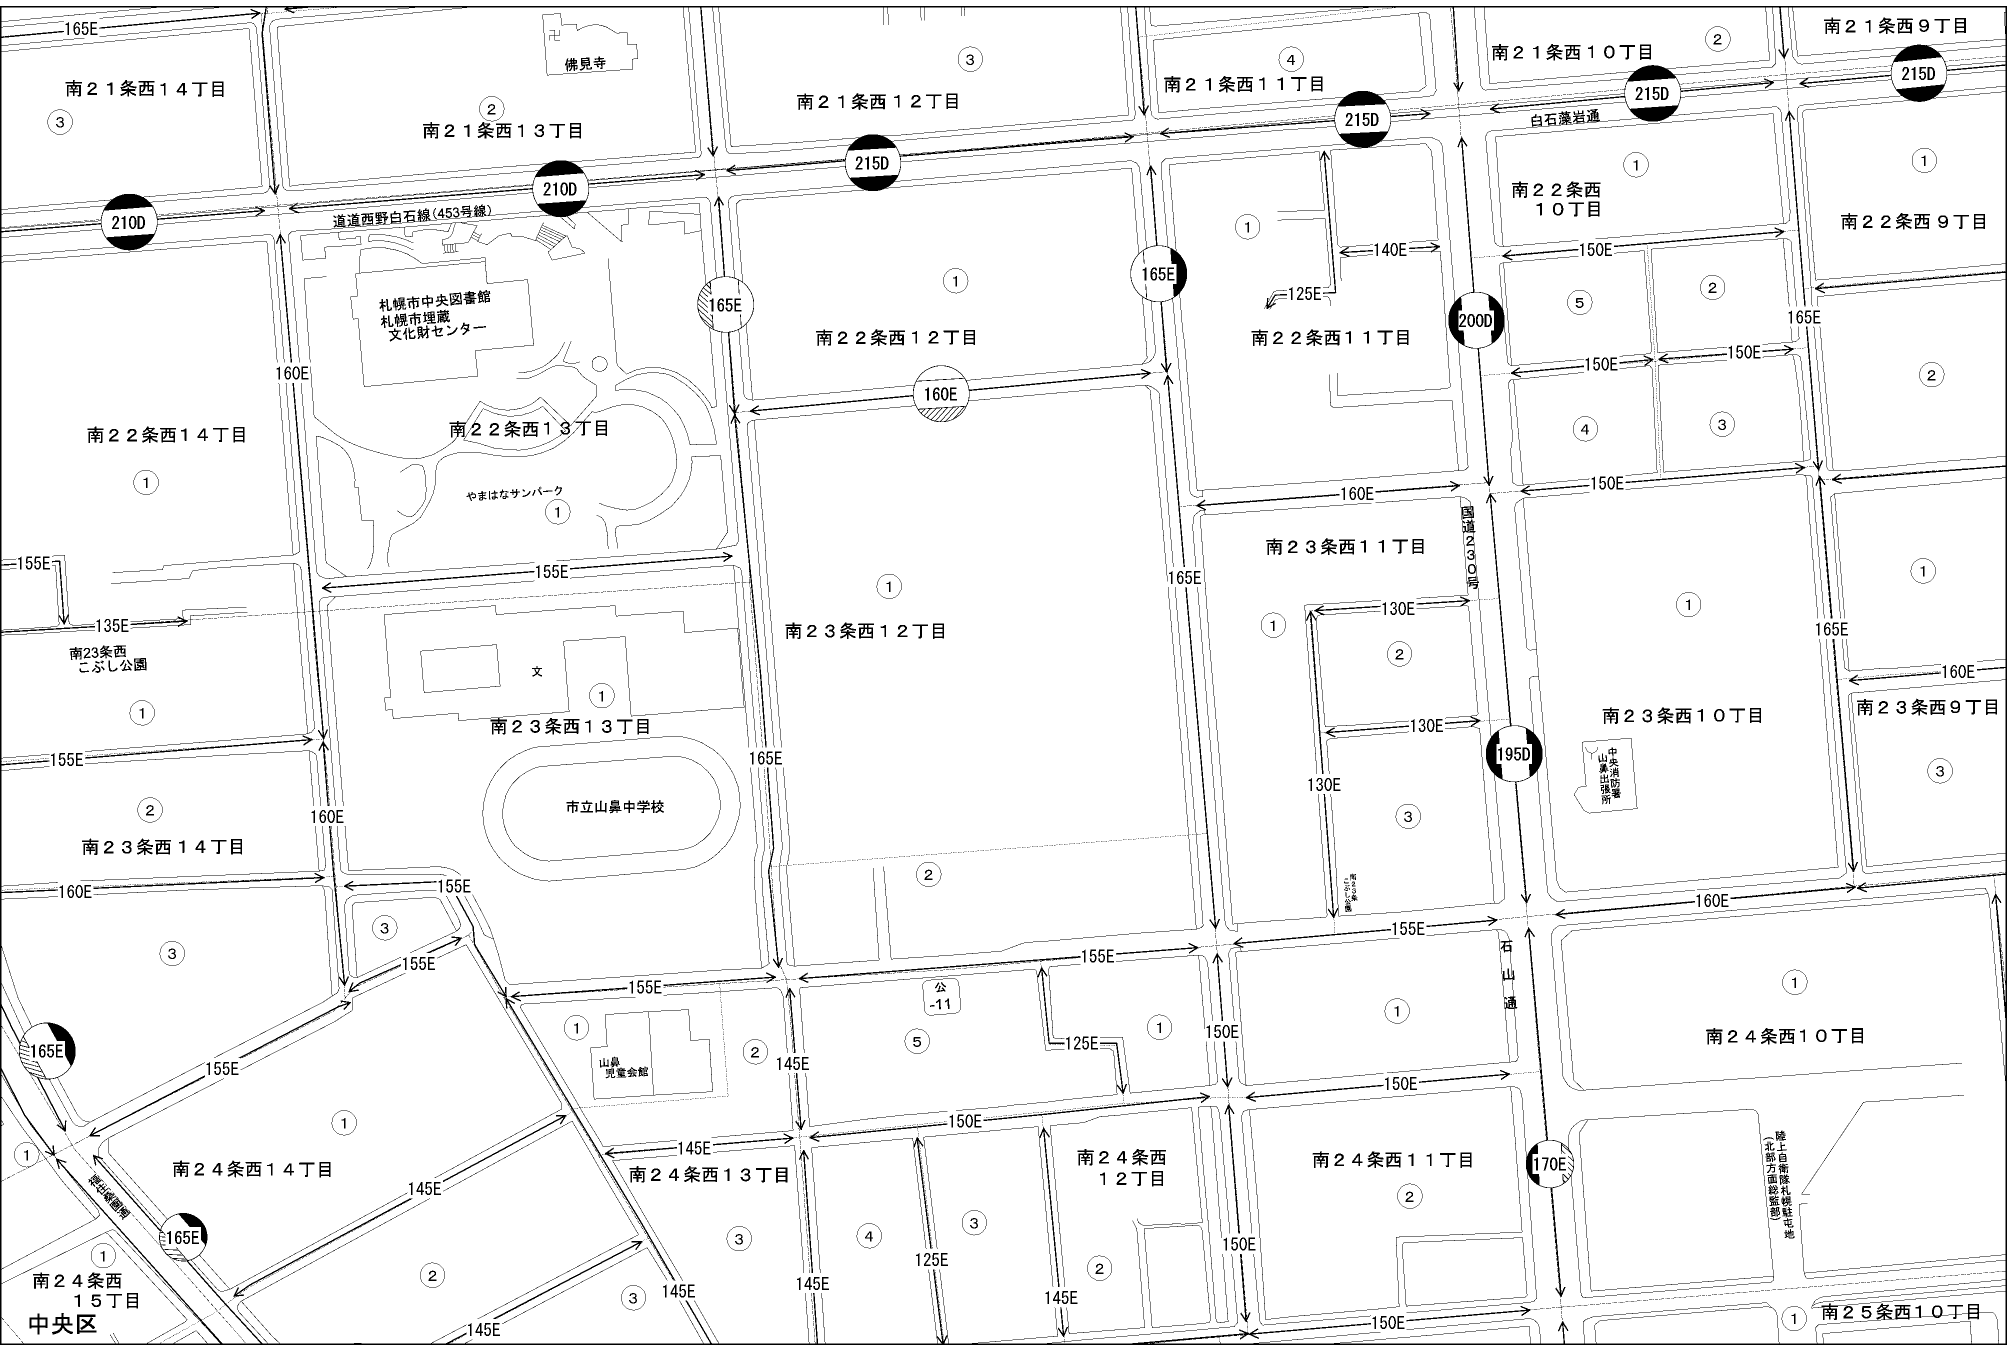 165E
南２１条西９丁目
南２１条西１０丁目
2
佛見寺
3
4
南２１条西１４丁目
南２１条西１１丁目
215D
215D
3
2
南２１条西１２丁目
南２１条西１３丁目
215D
白石藻岩通
215D
1
1
210D
南２２条西
１０丁目
210D
道道西野白石線(453号線)
1
南２２条西９丁目
140E
150E
165E
1
5
2
125E
札幌市中央図書館
札幌市埋蔵
文化財センター
165E
200D
165E
南２２条西１２丁目
南２２条西１１丁目
150E
150E
160E
160E
2
南２２条西１４丁目
南２２条西１３丁目
4
3
1
やまはなサンパーク
1
160E
150E
国道２３０号
南２３条西１１丁目
155E
155E
165E
1
1
1
130E
135E
1
165E
南２３条西１２丁目
南23条西
こぶし公園
2
160E
文
1
1
南２３条西１３丁目
130E
南２３条西１０丁目
南２３条西９丁目
155E
165E
195D
中央消防署
山鼻出張所
3
130E
市立山鼻中学校
2
160E
3
南２３条西１４丁目
2
160E
155E
南23条
こぶし公園
160E
3
155E
3
155E
石山通
155E
155E
公
-11
1
1
1
1
150E
南２４条西１０丁目
165E
2
5
125E
155E
山鼻
児童会館
145E
150E
1
150E
1
145E
南２４条西１４丁目
南２４条西１３丁目
南２４条西
１２丁目
南２４条西１１丁目
170E
陸上自衛隊札幌駐屯地
(北部方面総監部)
145E
2
165E
3
4
3
150E
1
125E
2
2
南２４条西
１５丁目
145E
145E
145E
3
中央区
145E
150E
1
南２５条西１０丁目